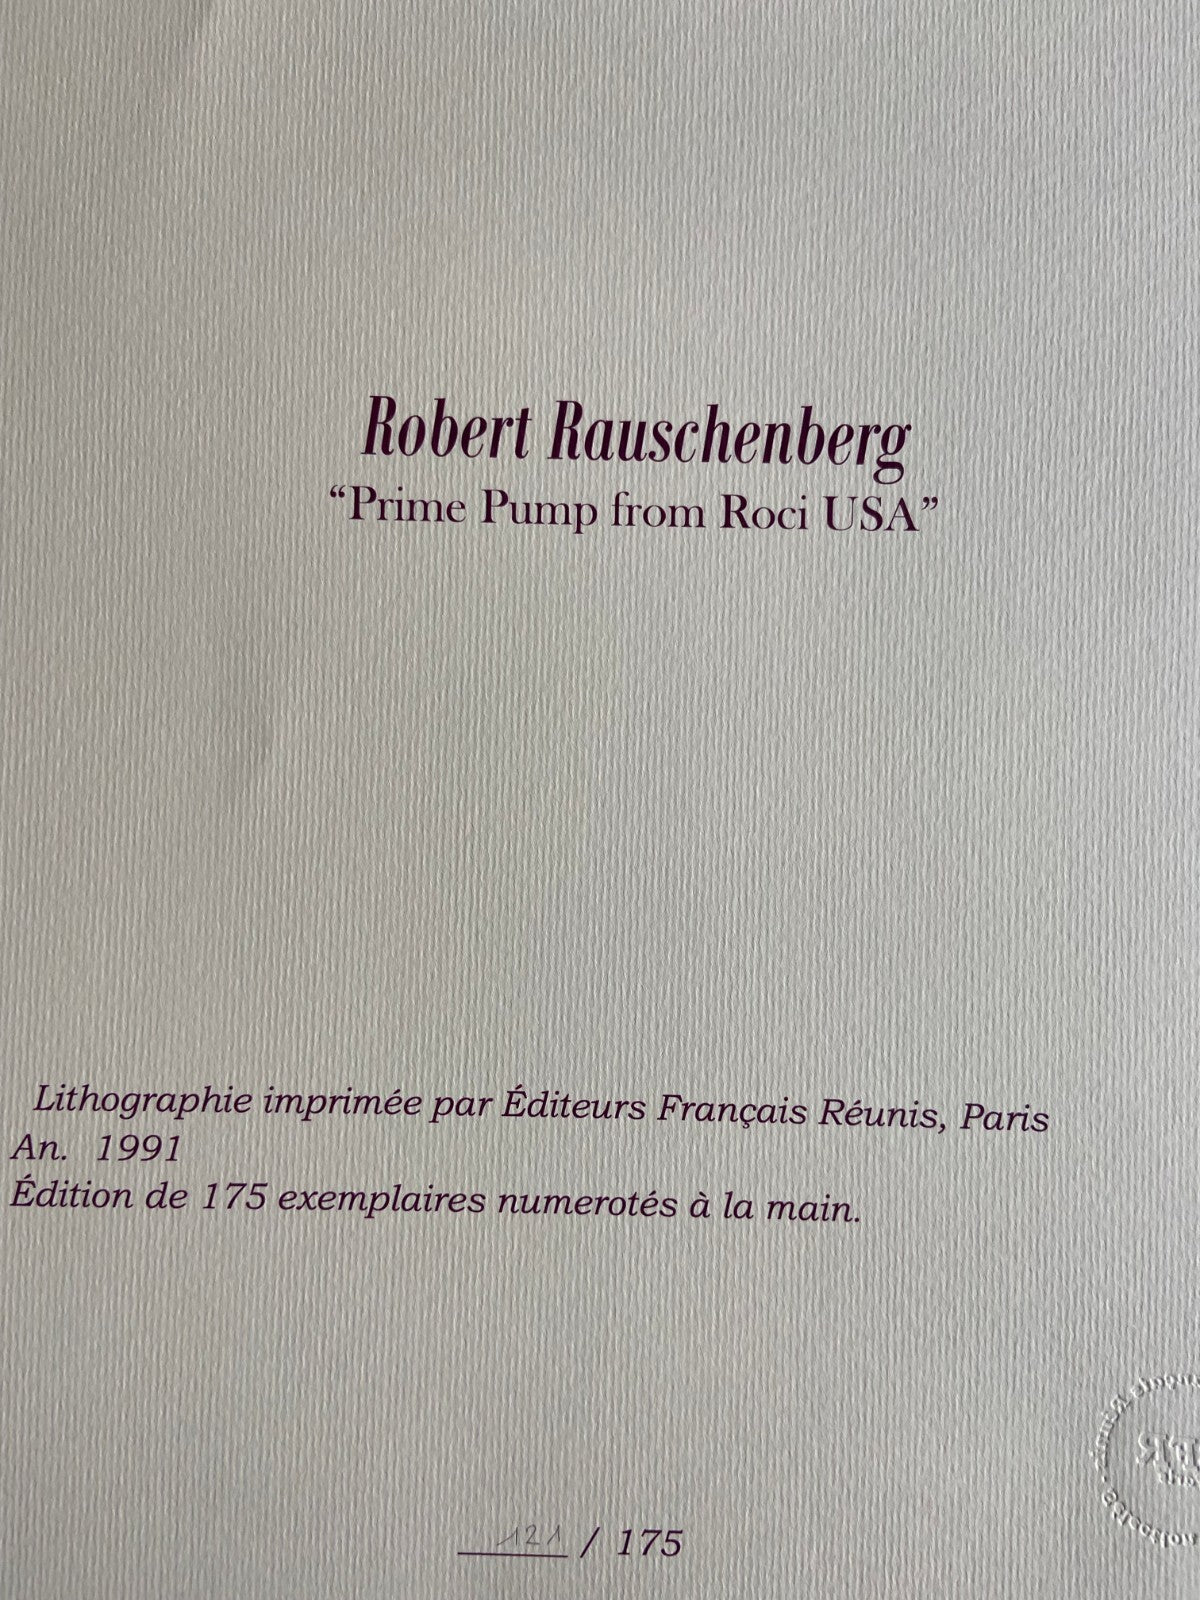 Robert Rauschenberg
“Prime Pump from Roci USA”
Lithographie imprimée par Éditeurs Français Réunis, Paris
An. 1991
Édition de 175 exemplaires numerotés à la main.
121 / 175